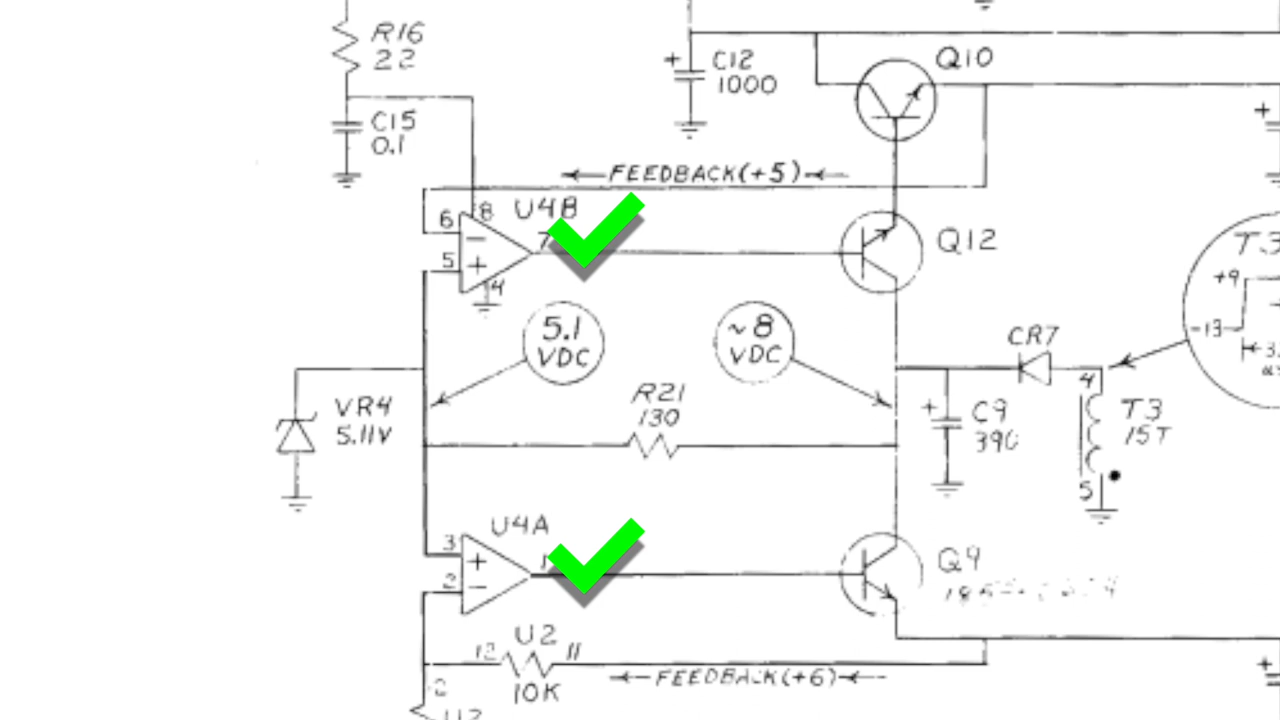 R16
22
C12
1000
Q10
C15
0.1
+
+
FEEDBACK(+5)
U4B
6
8
7
5
−
+
4
Q12
T3
+9
-13
5.1
VDC
~8
VDC
CR7
4
VR4
5.11V
R21
130
+
C9
390
T3
15T
5
U4A
3
1
2
+
−
Q9
U2
12
11
10K
FEEDBACK(+6)
+
2